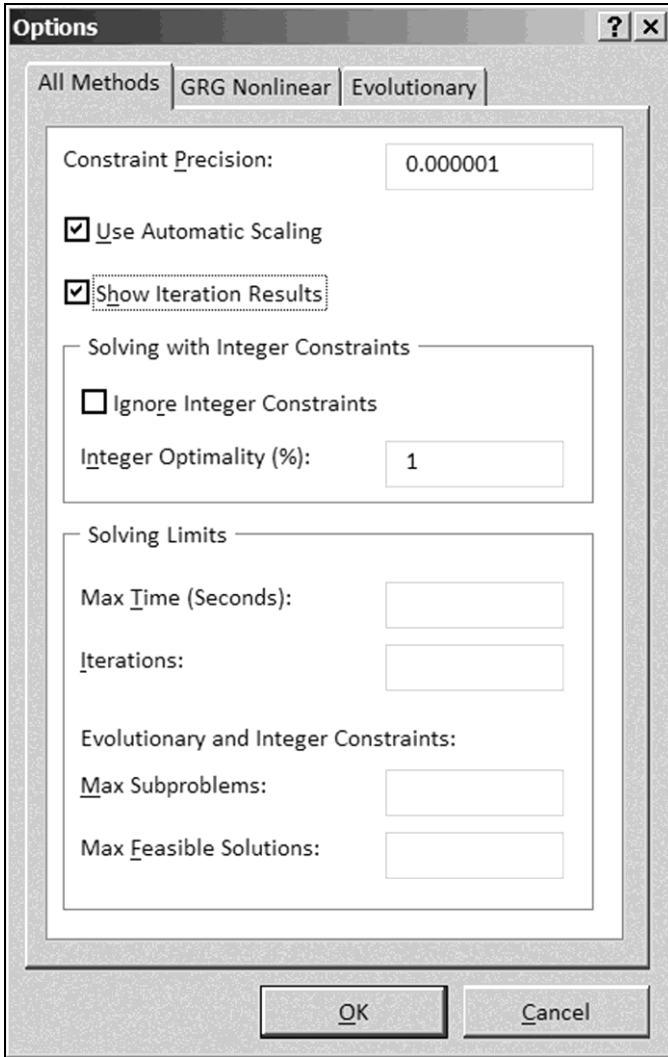 Options
All Methods
GRG Nonlinear
Evolutionary
Constraint Precision:
0.000001
Use Automatic Scaling
Show Iteration Results
Solving with Integer Constraints
Ignore Integer Constraints
Integer Optimality (%):
1
Solving Limits
Max Time (Seconds):
Iterations:
Evolutionary and Integer Constraints:
Max Subproblems:
Max Feasible Solutions:
OK
Cancel